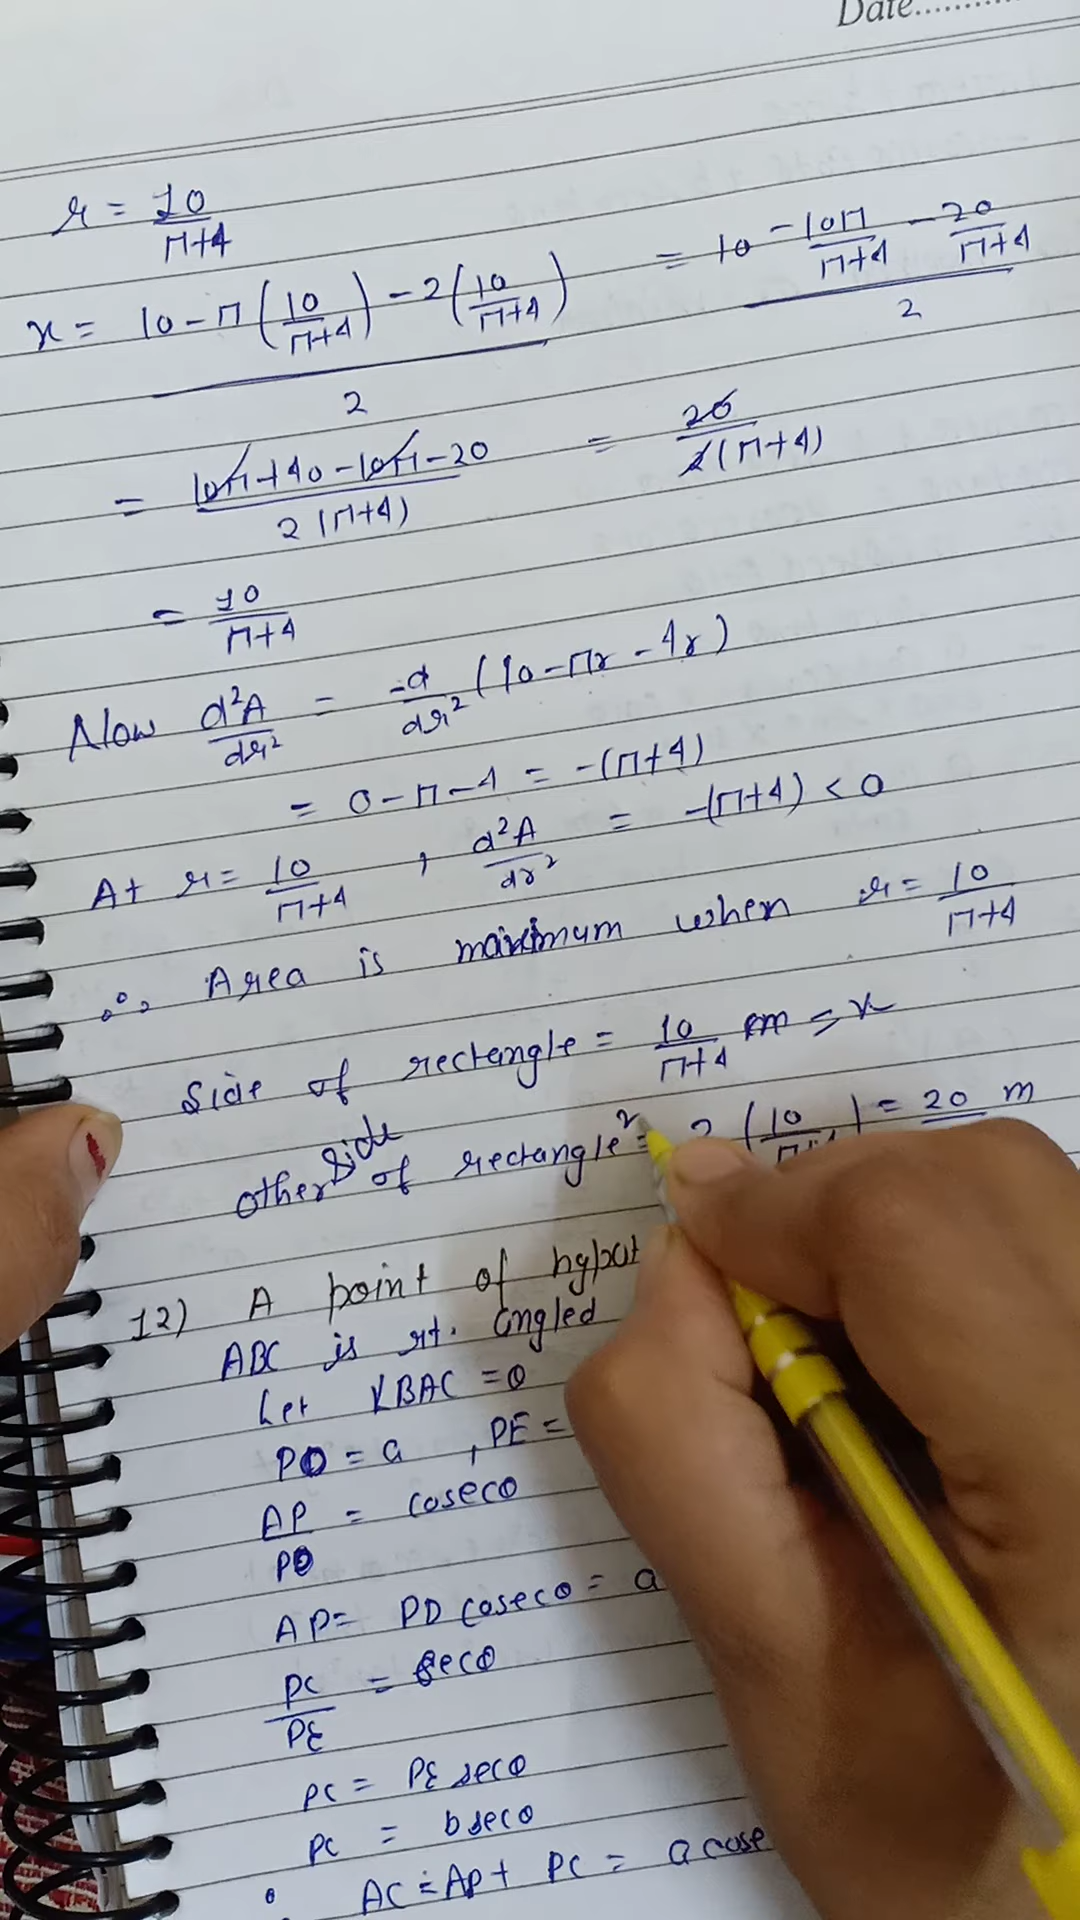 Date..........
r = 10/(π+4)
x = (10 - π(10/(π+4)) - 2(10/(π+4)))/2 = (10 - 10π/(π+4) - 20/(π+4))/2
= (10π+40-10π-20)/(2(π+4)) = 20/(2(π+4))
= 10/(π+4)
Now d²A/dr² = -d/dr² (10-πr-4r)
= 0-π-4 = -(π+4)
At r = 10/(π+4) , d²A/dr² = -(π+4) < 0
∴ Area is maximum when r = 10/(π+4)
Side of rectangle = 10/(π+4) m = x
other side of rectangle = 2(10/(π+4)) = 20 m
12) A point of hypot
ABC is rt. angled
Let ∠BAC = θ
PD = a , PE =
AP/PD = cosecθ
AP = PD cosecθ = a
PC/PE = secθ
PC = PE secθ
PC = b secθ
AC = AP + PC = a cose